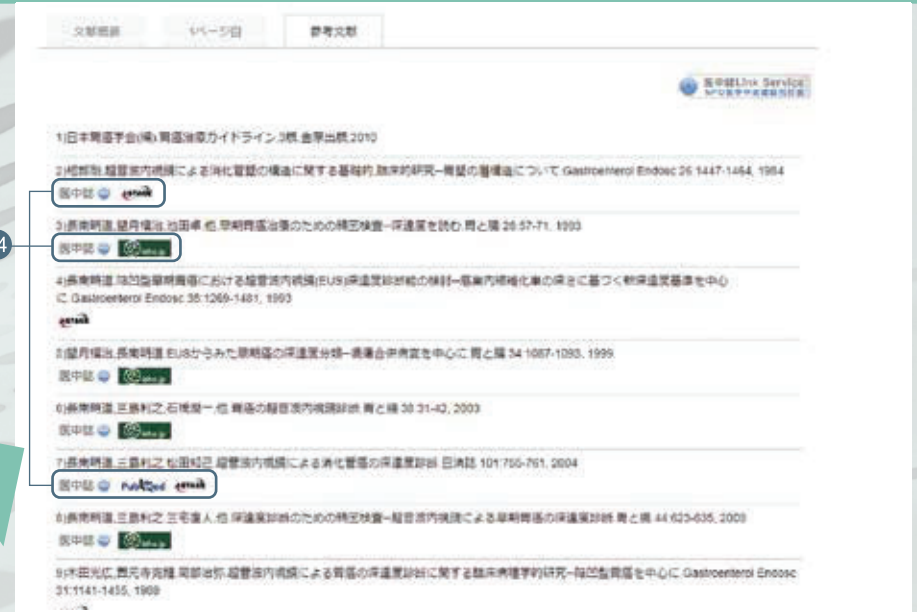 文献概要 1ページ目 参考文献
医中誌Link Service
1)日本胃癌学会(編).胃癌治療ガイドライン.3版.金原出版.2010
超音波内視鏡による消化管壁の構造に関する基礎的,臨床的研究−胃壁の層構造について Gastroenterol Endosc 26 1447-1464, 1984
医中誌
3)長南明道,望月福治,池田卓,他.早期胃癌治療のための精密検査−深達度を読む.胃と腸 28 57-71, 1993
4
医中誌
4)長南明道.陥凹型早期胃癌における超音波内視鏡(EUS)深達度診断能の検討−癌巣内線維化巣の深さに基づく新深達度基準を中心
に Gastroenterol Endosc 35:1269-1481, 1993
5)望月福治,長南明道.EUSからみた早期癌の深達度分類−潰瘍合併病変を中心に 胃と腸 34 1087-1093, 1999
医中誌
6)長南明道,三島利之,石橋潤一,他 胃癌の超音波内視鏡診断 胃と腸 38 31-42, 2003
医中誌
7)長南明道,三島利之,松田知己.超音波内視鏡による消化管癌の深達度診断 日消誌 101:755-761, 2004
医中誌 PubMed
8)長南明道,三島利之,三宅直人,他 深達度診断のための精密検査−超音波内視鏡による早期胃癌の深達度診断 胃と腸 44:623-635, 2009
医中誌
9)木田光広,西元寺克禮,岡部治弥.超音波内視鏡による胃癌の深達度診断に関する臨床病理学的研究−陥凹型胃癌を中心に Gastroenterol Endosc
31:1141-1455, 1989